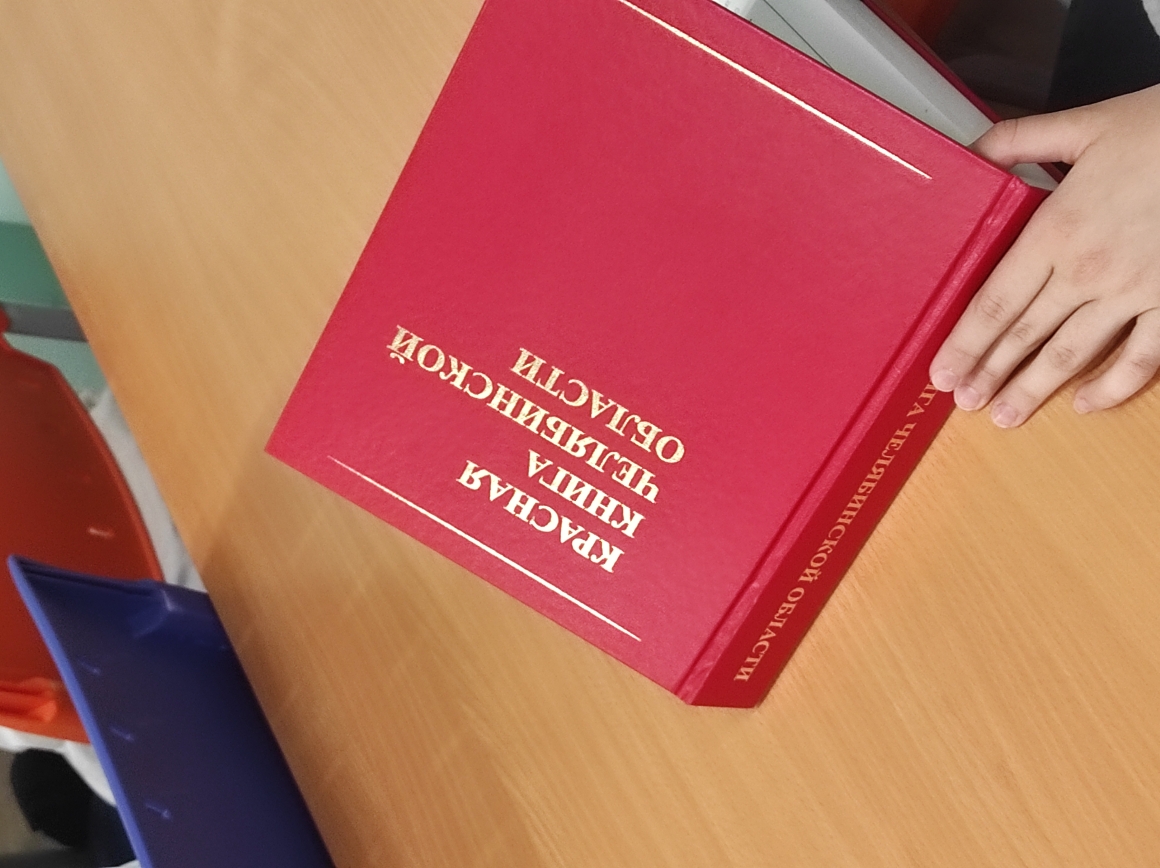 КРАСНАЯ
КНИГА
ЧЕЛЯБИНСКОЙ
ОБЛАСТИ
ЧЕЛЯБИНСКОЙ ОБЛАСТИ